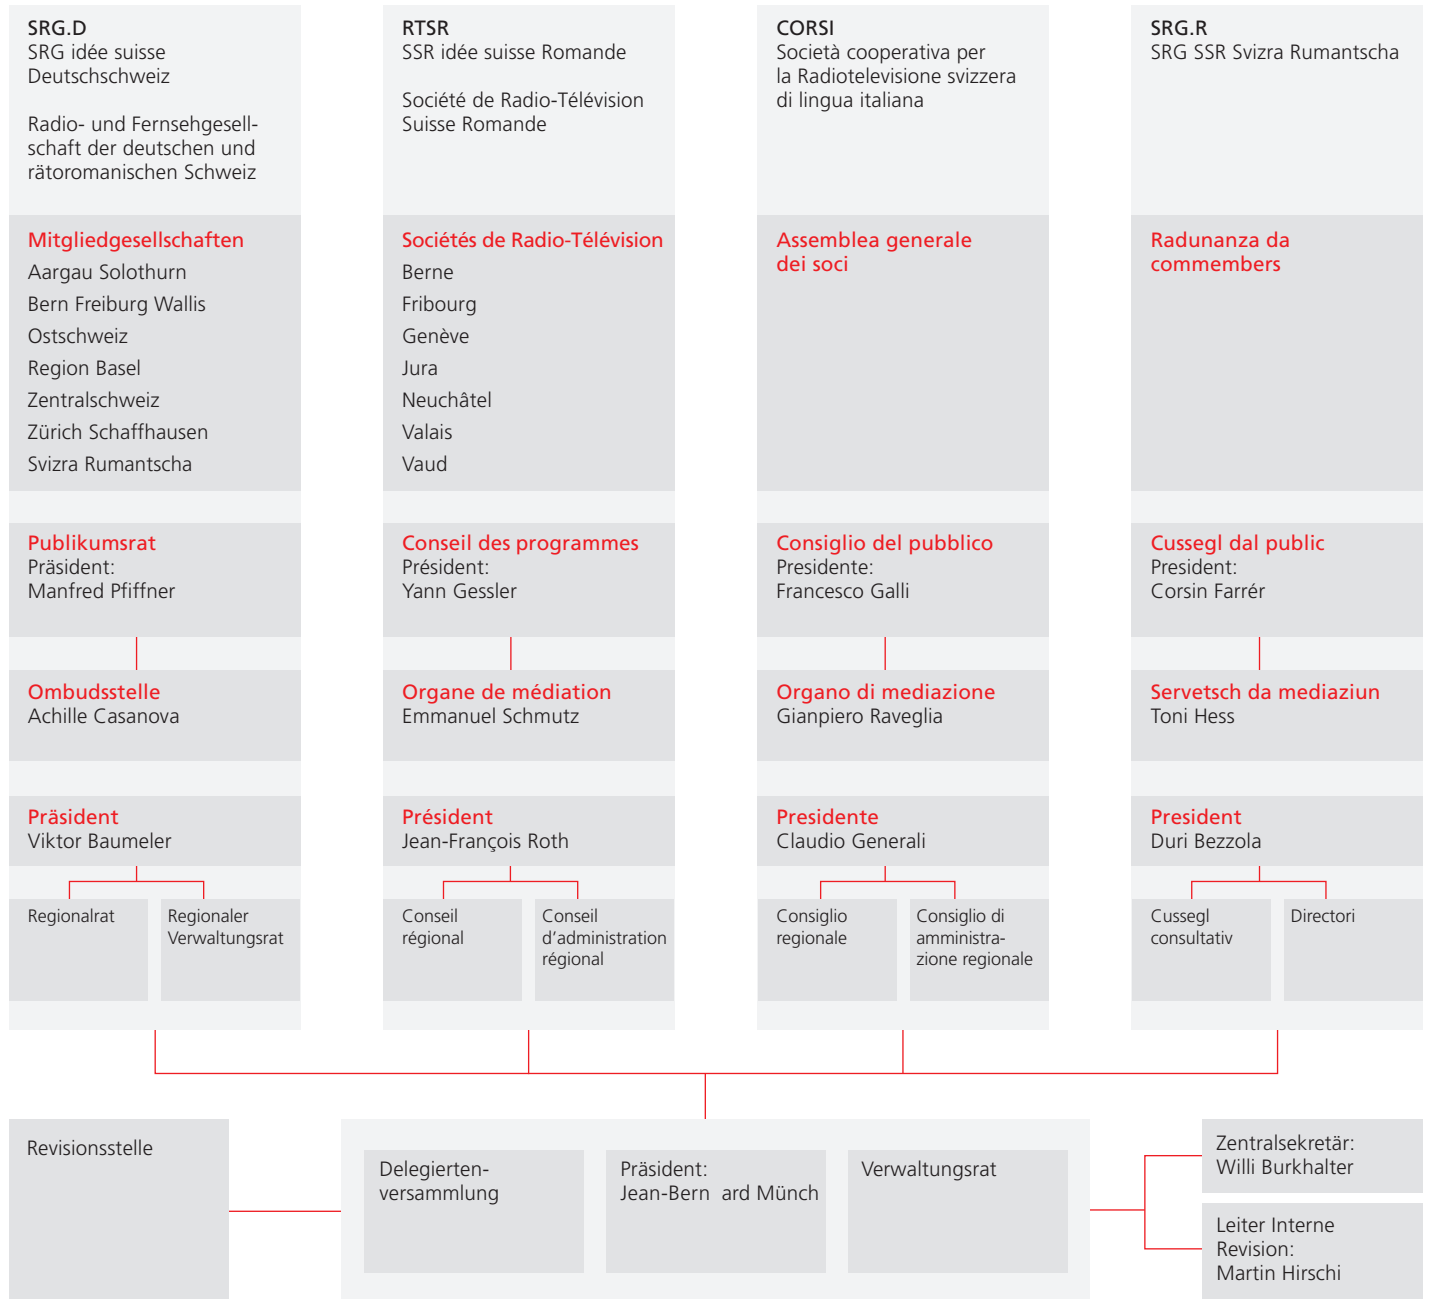 SRG.D
SRG idée suisse
Deutschschweiz
Radio- und Fernsehgesell-
schaft der deutschen und
rätoromanischen Schweiz
Mitgliedgesellschaften
Aargau Solothurn
Bern Freiburg Wallis
Ostschweiz
Region Basel
Zentralschweiz
Zürich Schaffhausen
Svizra Rumantscha
Publikumsrat
Präsident:
Manfred Pfiffner
Ombudsstelle
Achille Casanova
Präsident
Viktor Baumeler
Regionalrat
Regionaler
Verwaltungsrat
RTSR
SSR idée suisse Romande
Société de Radio-Télévision
Suisse Romande
Sociétés de Radio-Télévision
Berne
Fribourg
Genève
Jura
Neuchâtel
Valais
Vaud
Conseil des programmes
Président:
Yann Gessler
Organe de médiation
Emmanuel Schmutz
Président
Jean-François Roth
Conseil
régional
Conseil
d’administration
régional
CORSI
Società cooperativa per
la Radiotelevisione svizzera
di lingua italiana
Assemblea generale
dei soci
Consiglio del pubblico
Presidente:
Francesco Galli
Organo di mediazione
Gianpiero Raveglia
Presidente
Claudio Generali
Consiglio
regionale
Consiglio di
amministra-
zione regionale
SRG.R
SRG SSR Svizra Rumantscha
Radunanza da
commembers
Cussegl dal public
President:
Corsin Farrér
Servetsch da mediaziun
Toni Hess
President
Duri Bezzola
Cussegl
consultativ
Directori
Revisionsstelle
Delegierten-
versammlung
Präsident:
Jean-Bern ard Münch
Verwaltungsrat
Zentralsekretär:
Willi Burkhalter
Leiter Interne
Revision:
Martin Hirschi